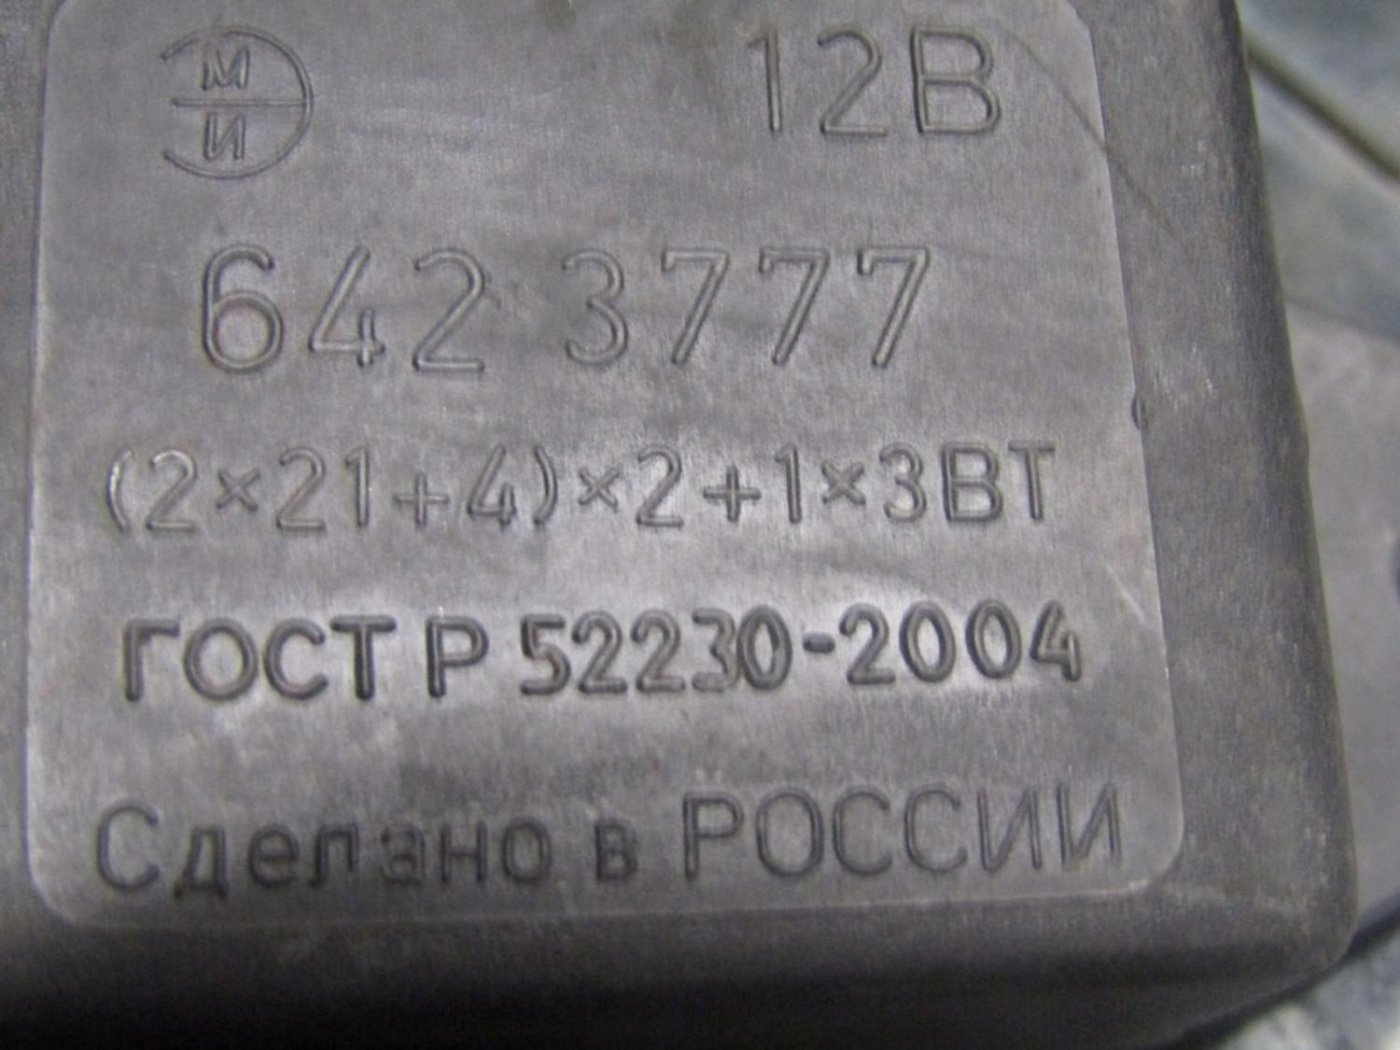 М
И
12В
642 3777
(2×21+4)×2+1×3ВТ
ГОСТ Р 52230-2004
Сделано в РОССИИ